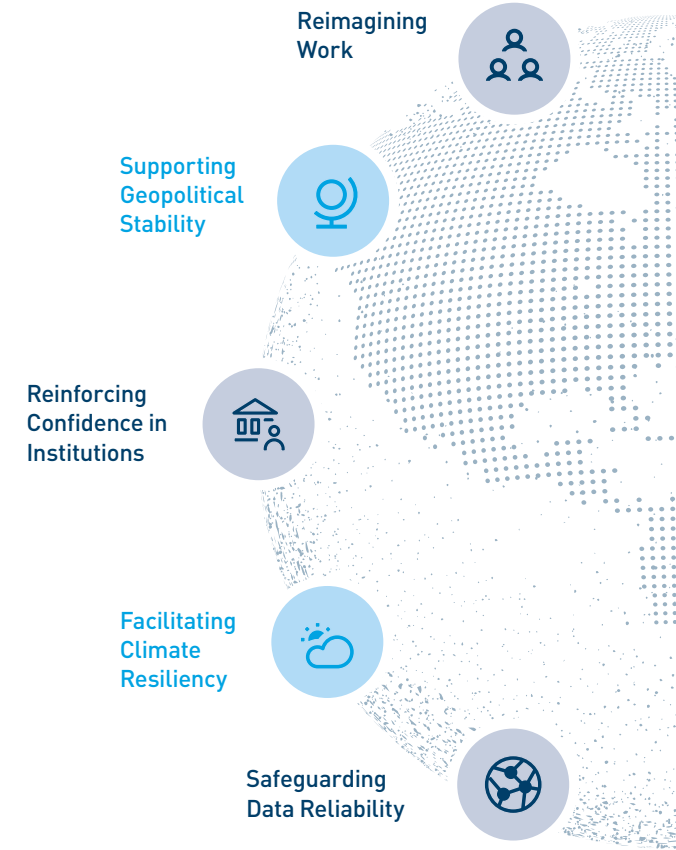 Reimagining
Work
Supporting
Geopolitical
Stability
Reinforcing
Confidence in
Institutions
Facilitating
Climate
Resiliency
Safeguarding
Data Reliability